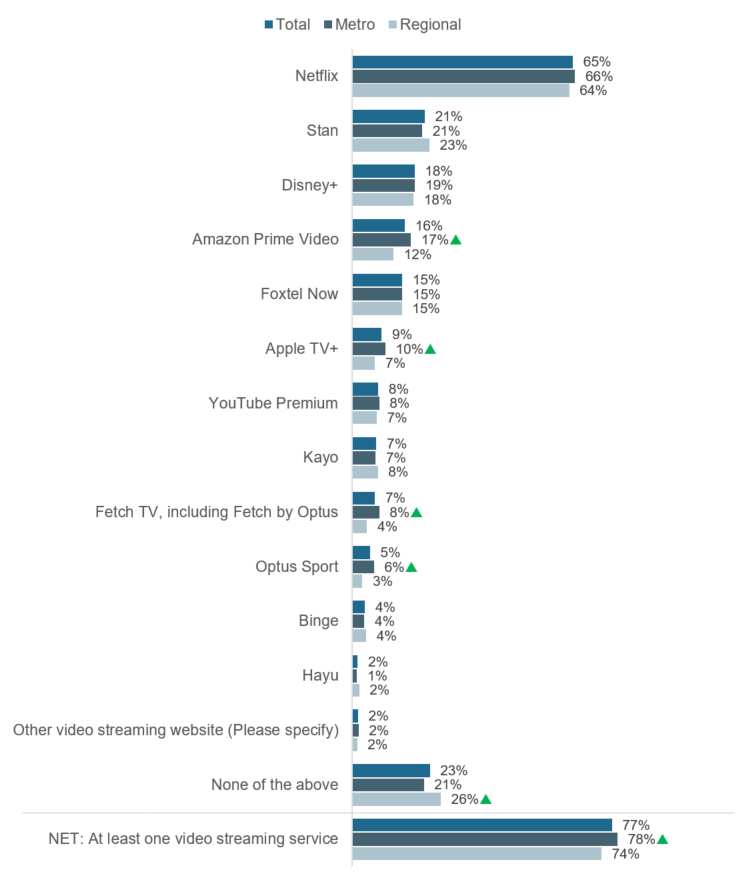 Total Metro Regional
Netflix
65%
66%
64%
Stan
21%
21%
23%
Disney+
18%
19%
18%
Amazon Prime Video
16%
17%
12%
Foxtel Now
15%
15%
15%
Apple TV+
9%
10%
7%
YouTube Premium
8%
8%
7%
Kayo
7%
7%
8%
Fetch TV, including Fetch by Optus
7%
8%
4%
Optus Sport
5%
6%
3%
Binge
4%
4%
4%
Hayu
2%
1%
2%
Other video streaming website (Please specify)
2%
2%
2%
None of the above
23%
21%
26%
NET: At least one video streaming service
77%
78%
74%